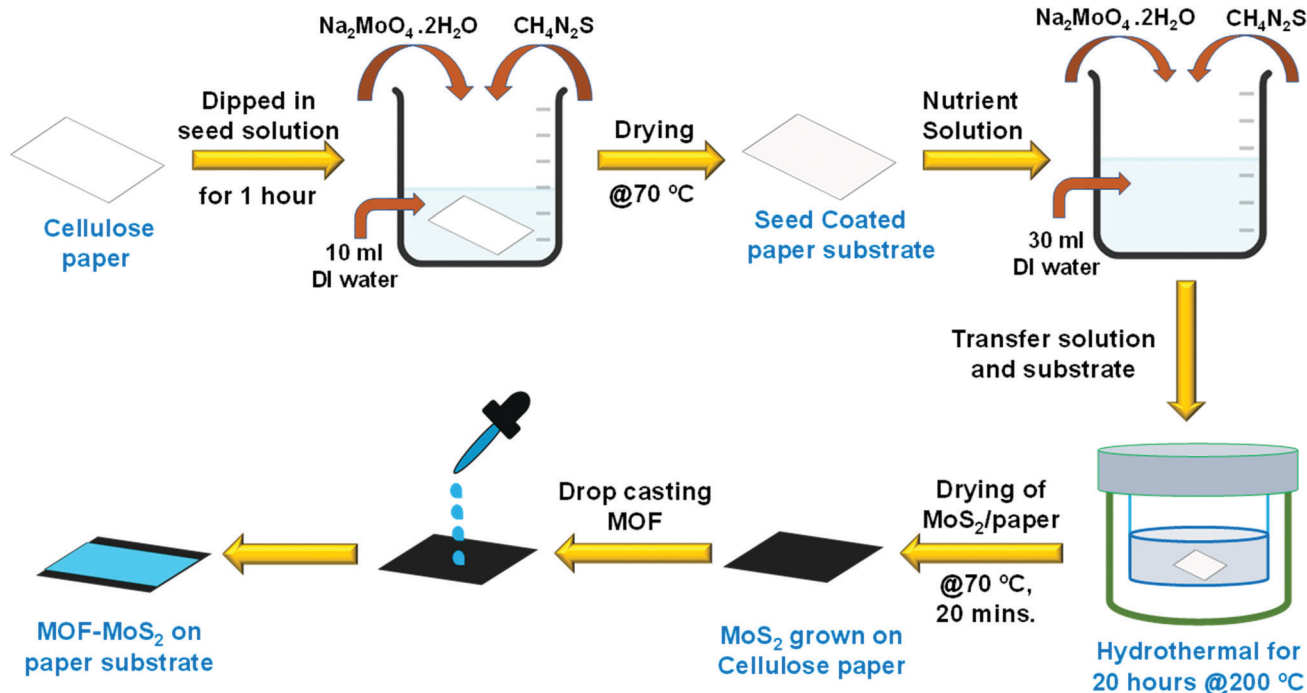 Na₂MoO₄.2H₂O
CH₄N₂S
Dipped in
seed solution
for 1 hour
Cellulose
paper
10 ml
DI water
Drying
@70 ºC
Seed Coated
paper substrate
Nutrient
Solution
Na₂MoO₄.2H₂O
CH₄N₂S
30 ml
DI water
Transfer solution
and substrate
Hydrothermal for
20 hours @200 ºC
Drying of
MoS₂/paper
@70 ºC,
20 mins.
MoS₂ grown on
Cellulose paper
Drop casting
MOF
MOF-MoS₂ on
paper substrate